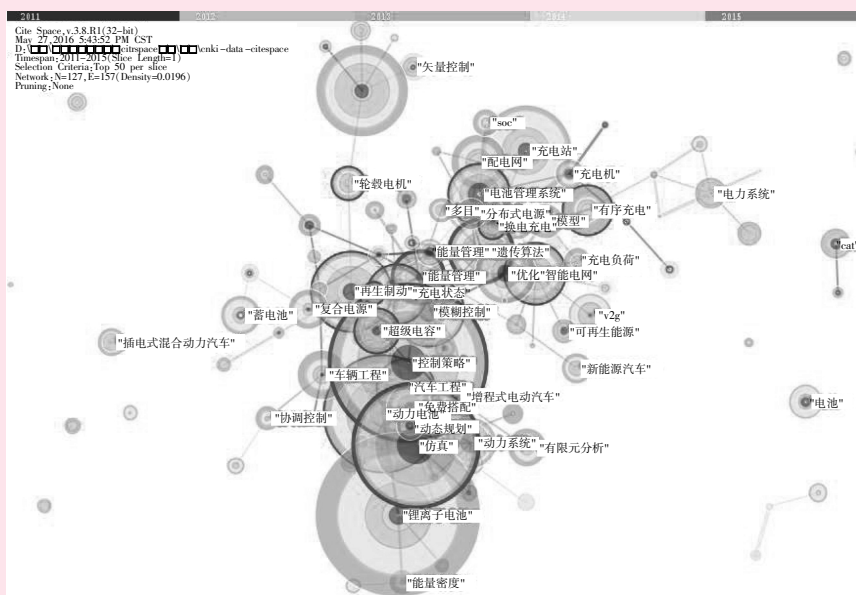 2011 2012 2013 2014 2015
Cite Space, v.3.8.R1(32-bit)
May 27,2016 5:43:52 PM CST
Timespan:2011-2015(Slice Length=1)
Selection Criteria:Top 50 per slice
Network:N=127,E=157(Density=0.0196)
Pruning:None
"矢量控制"
"soc"
"充电站"
"配电网"
"充电机"
"轮毂电机"
"电池管理系统"
"电力系统"
"多目"
"分布式电源"
"有序充电"
"换电充电"
"模型"
"cat"
"能量管理"
"遗传算法"
"充电负荷"
"能量管理"
"优化"
"智能电网"
"再生制动"
"充电状态"
"复合电源"
"模糊控制"
"蓄电池"
"v2g"
"超级电容"
"可再生能源"
"插电式混合动力汽车"
"控制策略"
"车辆工程"
"新能源汽车"
"汽车工程"
"增程式电动汽车"
"免费搭配"
"电池"
"动力电池"
"协调控制"
"动态规划"
"仿真"
"动力系统"
"有限元分析"
"锂离子电池"
"能量密度"